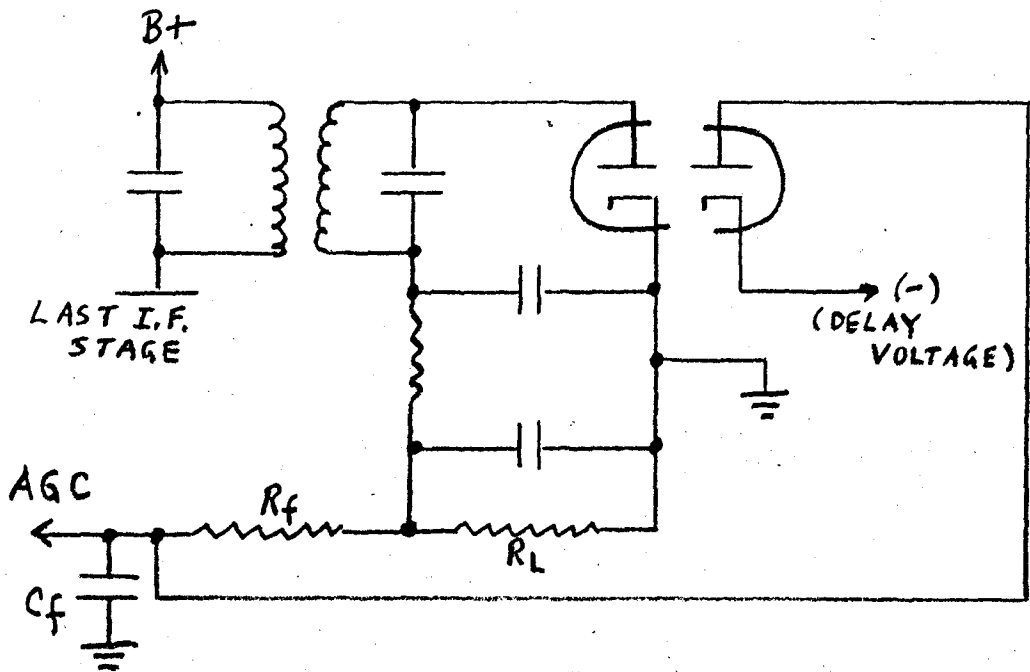 B+
LAST I.F.
STAGE
(-)
(DELAY
VOLTAGE)
AGC
Rf
RL
Cf